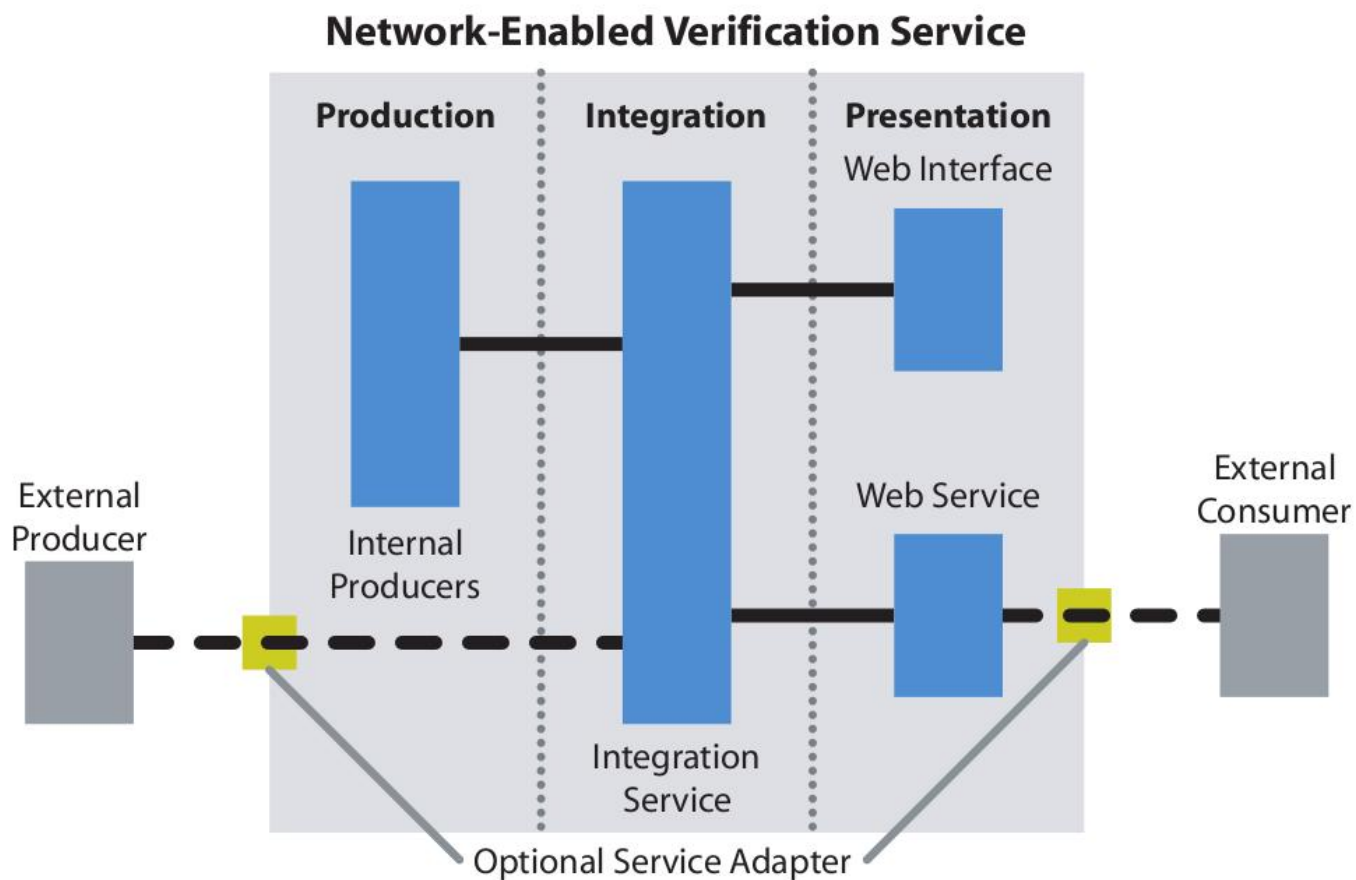 Network-Enabled Verification Service
Production
Integration
Presentation
Web Interface
External
Producer
Internal
Producers
Web Service
External
Consumer
Integration
Service
Optional Service Adapter